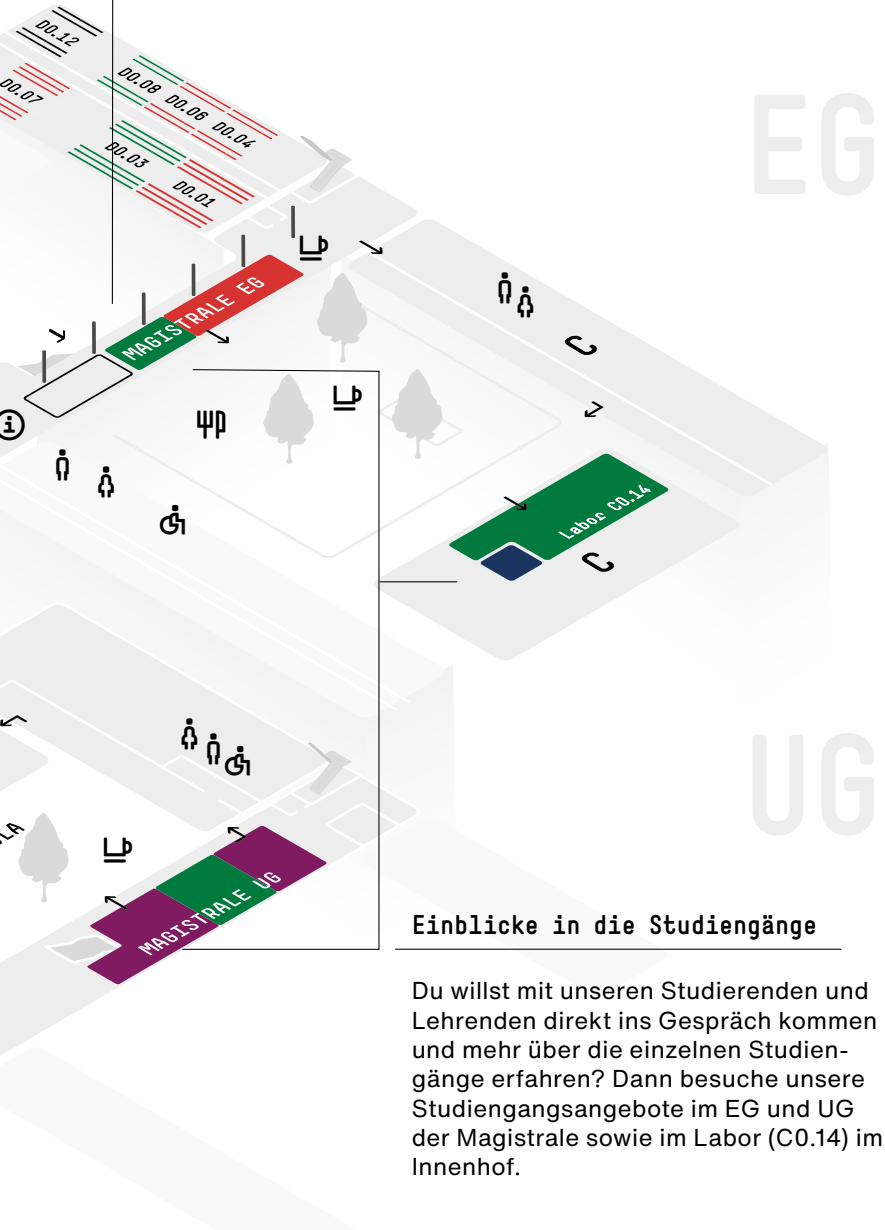 D0.12
D0.08
D0.06
D0.04
D0.07
D0.03
D0.01
EG
MAGISTRALE EG
C
Labor C0.14
C
UG
MAGISTRALE UG
Einblicke in die Studiengänge
Du willst mit unseren Studierenden und
Lehrenden direkt ins Gespräch kommen
und mehr über die einzelnen Studien-
gänge erfahren? Dann besuche unsere
Studiengangsangebote im EG und UG
der Magistrale sowie im Labor (C0.14) im
Innenhof.